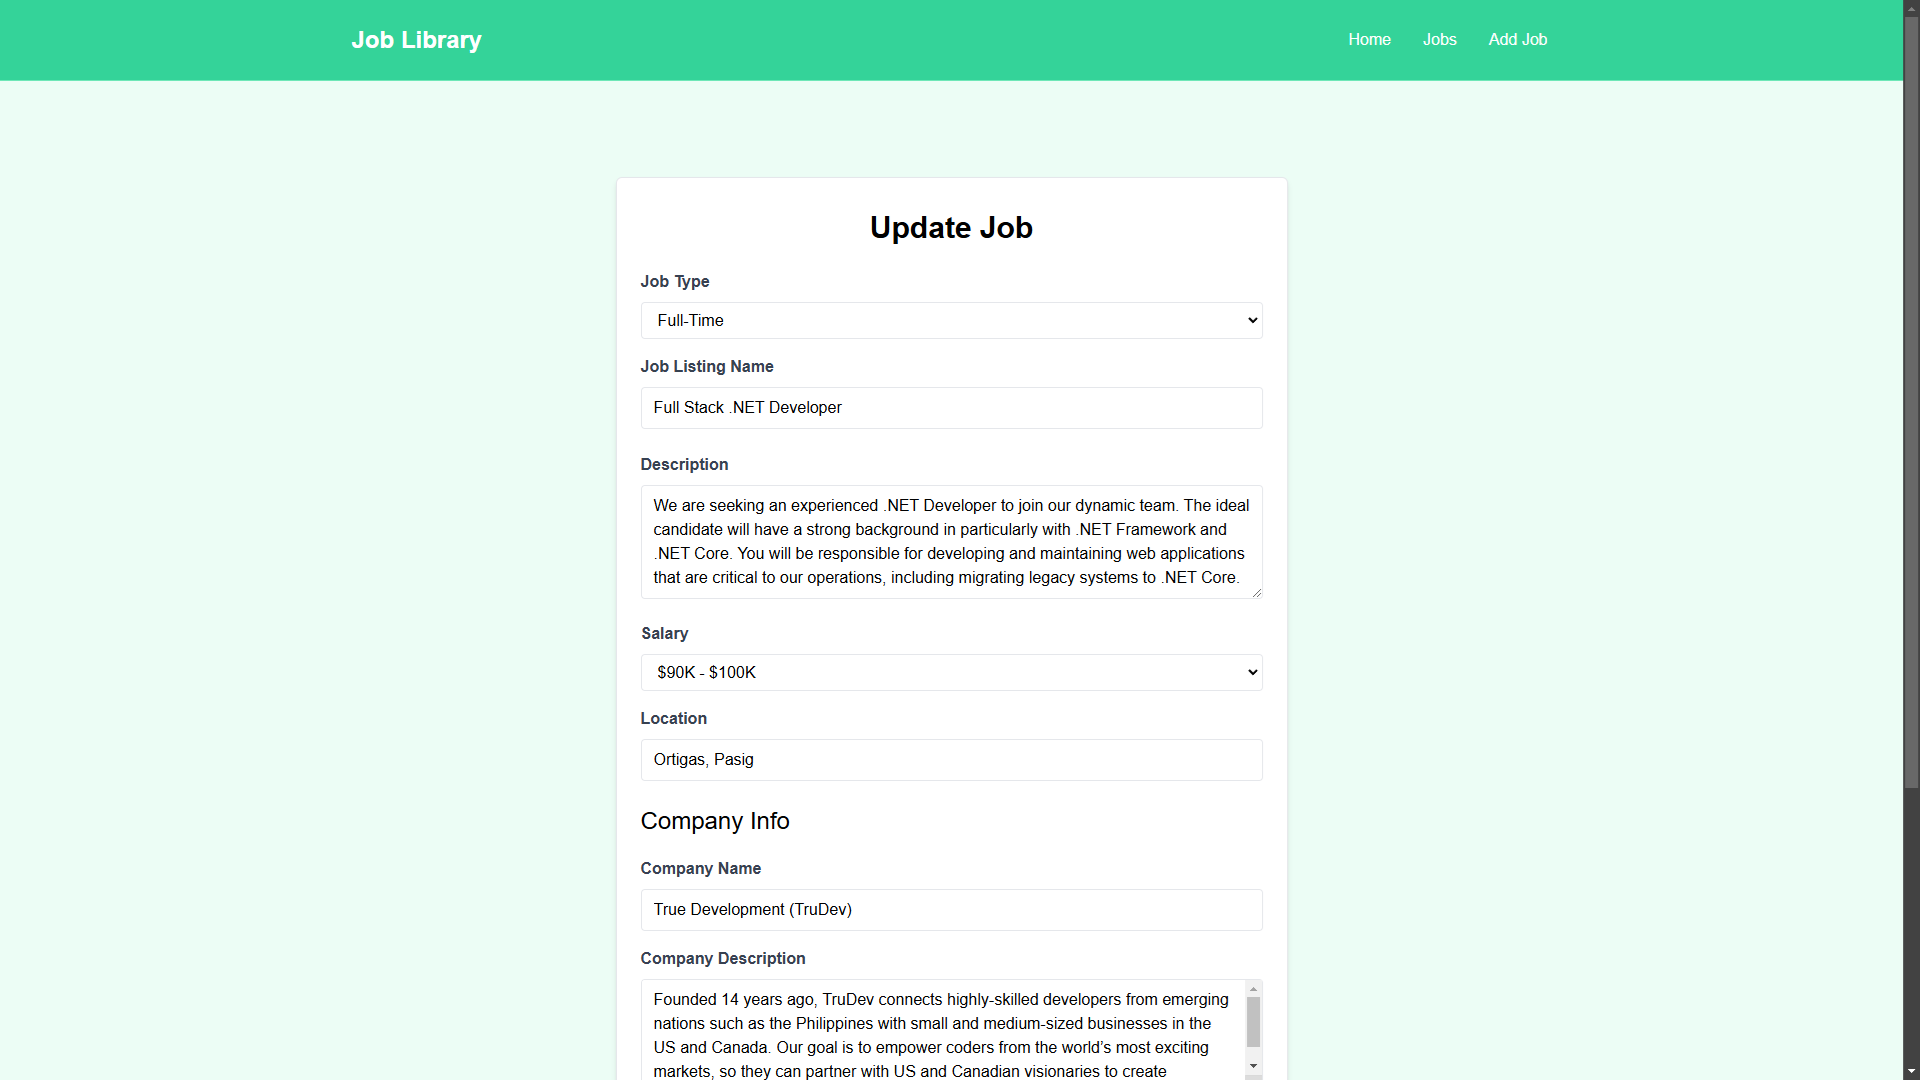 Job Library
Home
Jobs
Add Job
Update Job
Job Type
Full-Time
Job Listing Name
Full Stack .NET Developer
Description
We are seeking an experienced .NET Developer to join our dynamic team. The ideal
candidate will have a strong background in particularly with .NET Framework and
.NET Core. You will be responsible for developing and maintaining web applications
that are critical to our operations, including migrating legacy systems to .NET Core.
Salary
$90K - $100K
Location
Ortigas, Pasig
Company Info
Company Name
True Development (TruDev)
Company Description
Founded 14 years ago, TruDev connects highly-skilled developers from emerging
nations such as the Philippines with small and medium-sized businesses in the
US and Canada. Our goal is to empower coders from the world’s most exciting
markets, so they can partner with US and Canadian visionaries to create